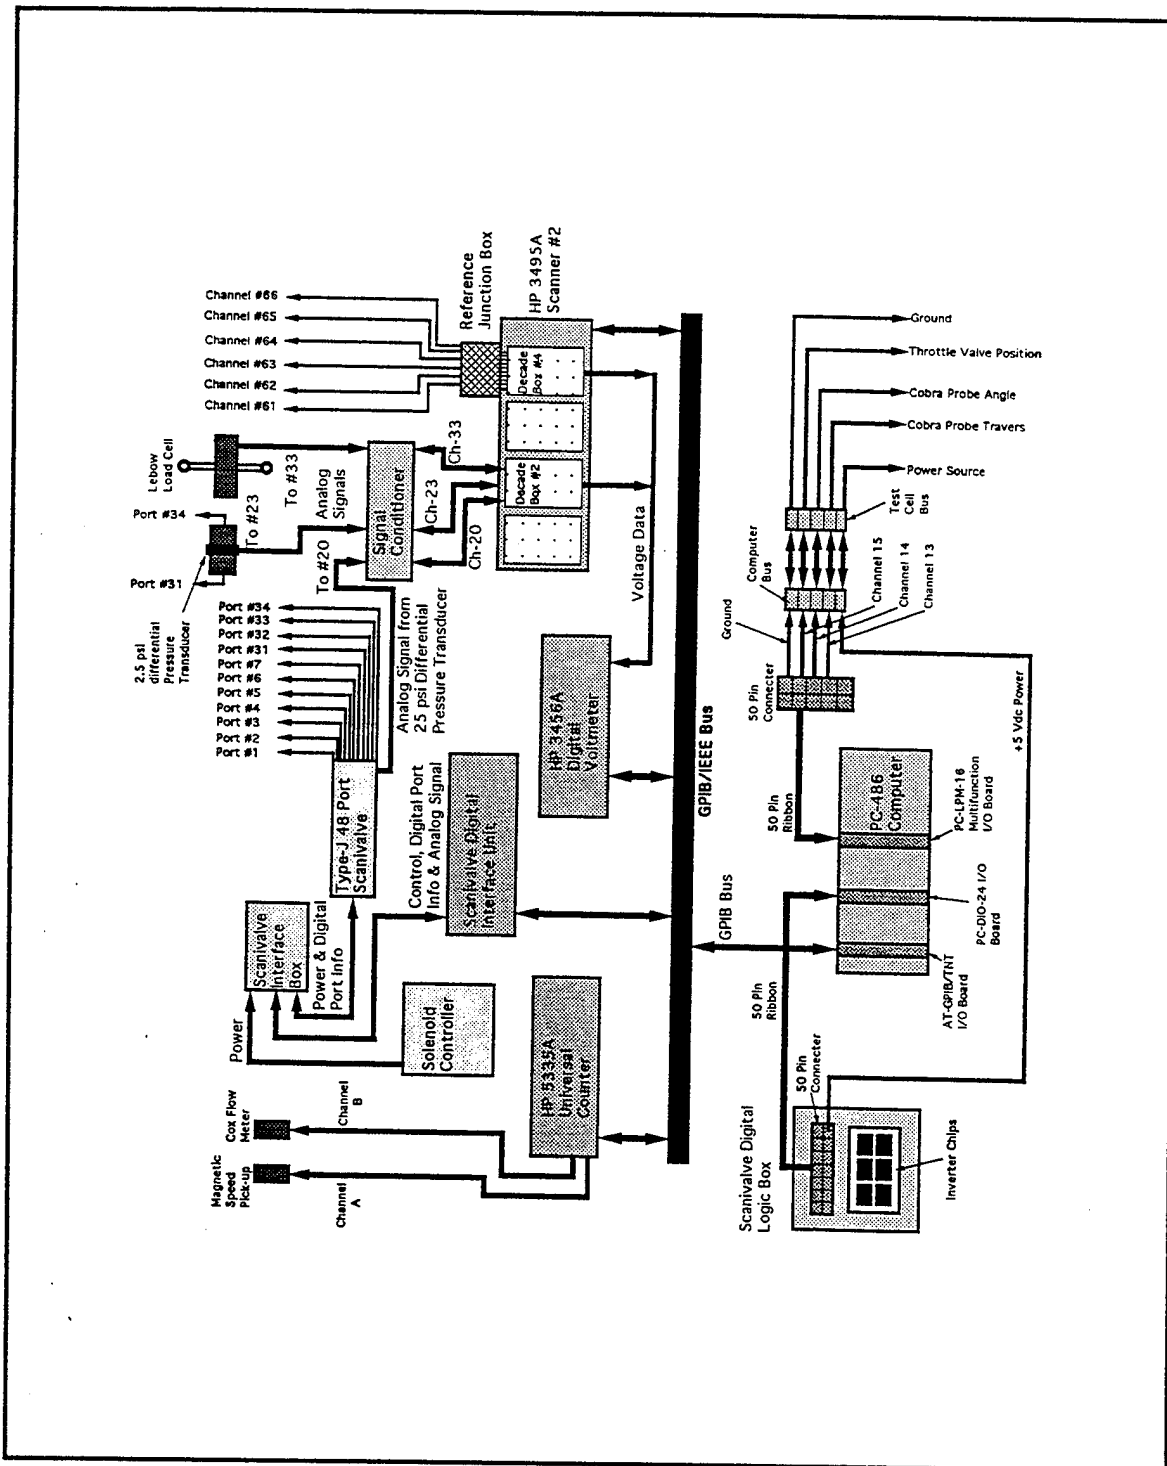 Channel #66
Channel #65
Channel #64
Channel #63
Channel #62
Channel #61
Reference
Junction Box
HP 3495A
Scanner #2
Decade
Box #4
Decade
Box #2
Lebow
Load Cell
To #33
Analog
Signals
Port #34
To #23
Port #31
2.5 psi
differential
Pressure
Transducer
To #20
Signal
Conditioner
Ch-33
Ch-23
Ch-20
Voltage Data
Port #34
Port #33
Port #32
Port #31
Port #7
Port #6
Port #5
Port #4
Port #3
Port #2
Port #1
Analog Signal from
25 psi Differential
Pressure Transducer
Type-J 48 Port
Scanivalve
HP 3456A
Digital
Voltmeter
Control, Digital Port
Info & Analog Signal
Scanivalve Digital
Interface Unit
Scanivalve
Interface
Box
Power & Digital
Port Info
Power
Solenoid
Controller
HP 5335A
Universal
Counter
Cox Flow
Meter
Channel
B
Magnetic
Speed
Pick-up
Channel
A
GPIB/IEEE Bus
GPIB Bus
Ground
Throttle Valve Position
Cobra Probe Angle
Cobra Probe Travers
Power Source
Test
Cell
Bus
Computer
Bus
Channel 15
Channel 14
Channel 13
Ground
50 Pin
Connecter
+5 Vdc Power
50 Pin
Ribbon
PC-486
Computer
PC-LPM-16
Multifunction
I/O Board
PC-DIO-24 I/O
Board
AT-GPIB/TNT
I/O Board
50 Pin
Ribbon
50 Pin
Connecter
Scanivalve Digital
Logic Box
Inverter Chips